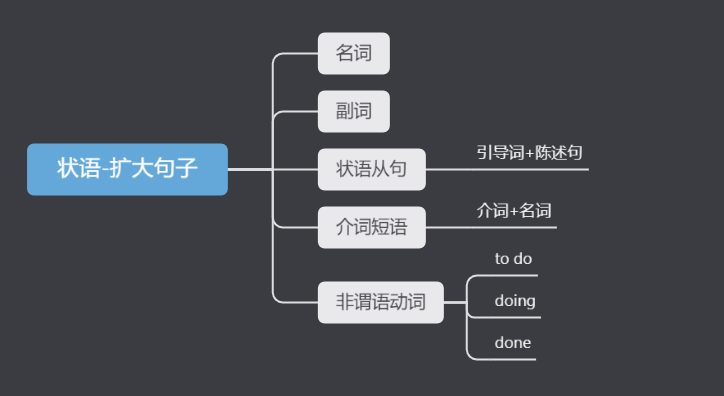 状语-扩大句子
名词
副词
状语从句
引导词+陈述句
介词短语
介词+名词
非谓语动词
to do
doing
done